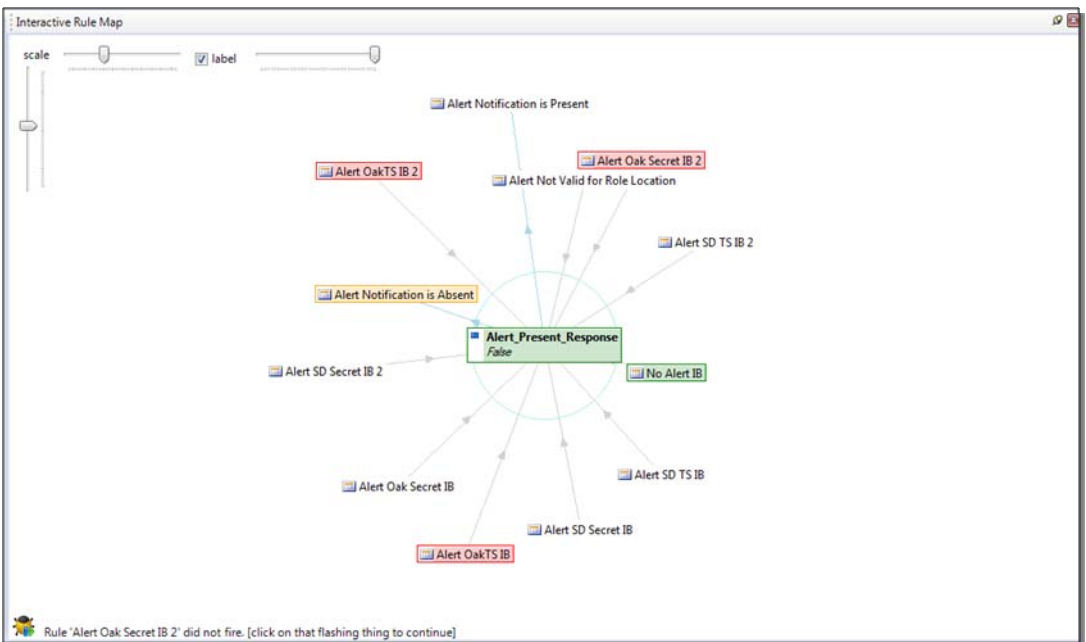 Interactive Rule Map
scale
label
Alert Notification is Present
Alert Oak Secret IB 2
Alert OakTS IB 2
Alert Not Valid for Role Location
Alert SD TS IB 2
Alert Notification is Absent
Alert_Present_Response
False
Alert SD Secret IB 2
No Alert IB
Alert SD TS IB
Alert Oak Secret IB
Alert SD Secret IB
Alert OakTS IB
Rule 'Alert Oak Secret IB 2' did not fire. [click on that flashing thing to continue]